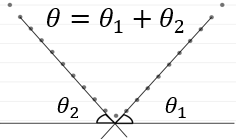 θ = θ₁ + θ₂
θ₂ θ₁